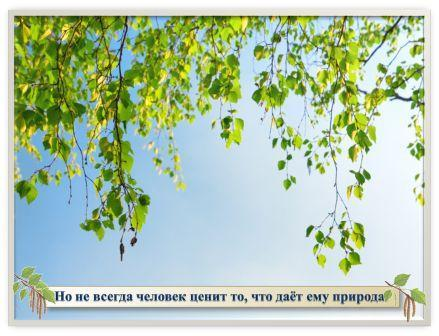 Но не всегда человек ценит то, что даёт ему природа